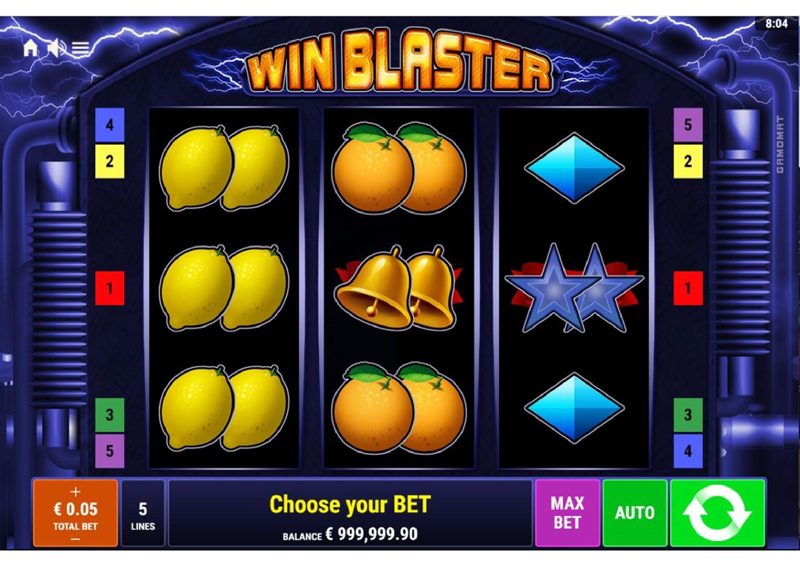 8:04
WIN BLASTER
4
5
2
2
GAMOMAT
1
1
3
3
5
4
+
€ 0.05
TOTAL BET
−
5
LINES
Choose your BET
BALANCE € 999,999.90
MAX
BET
AUTO